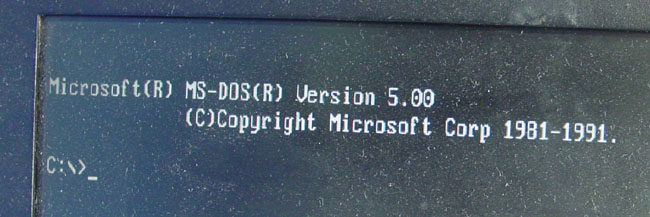 Microsoft(R) MS-DOS(R) Version 5.00
(C)Copyright Microsoft Corp 1981-1991.
C:\>_